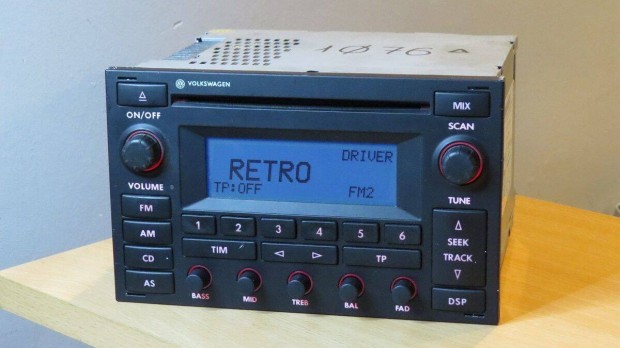 1Ø76
VOLKSWAGEN
ON/OFF
VOLUME
FM
AM
CD
AS
DRIVER
RETRO
TP:OFF
FM2
1 2 3 4 5 6
TIM
TP
BASS
MID
TREB
BAL
FAD
MIX
SCAN
TUNE
SEEK
TRACK
DSP